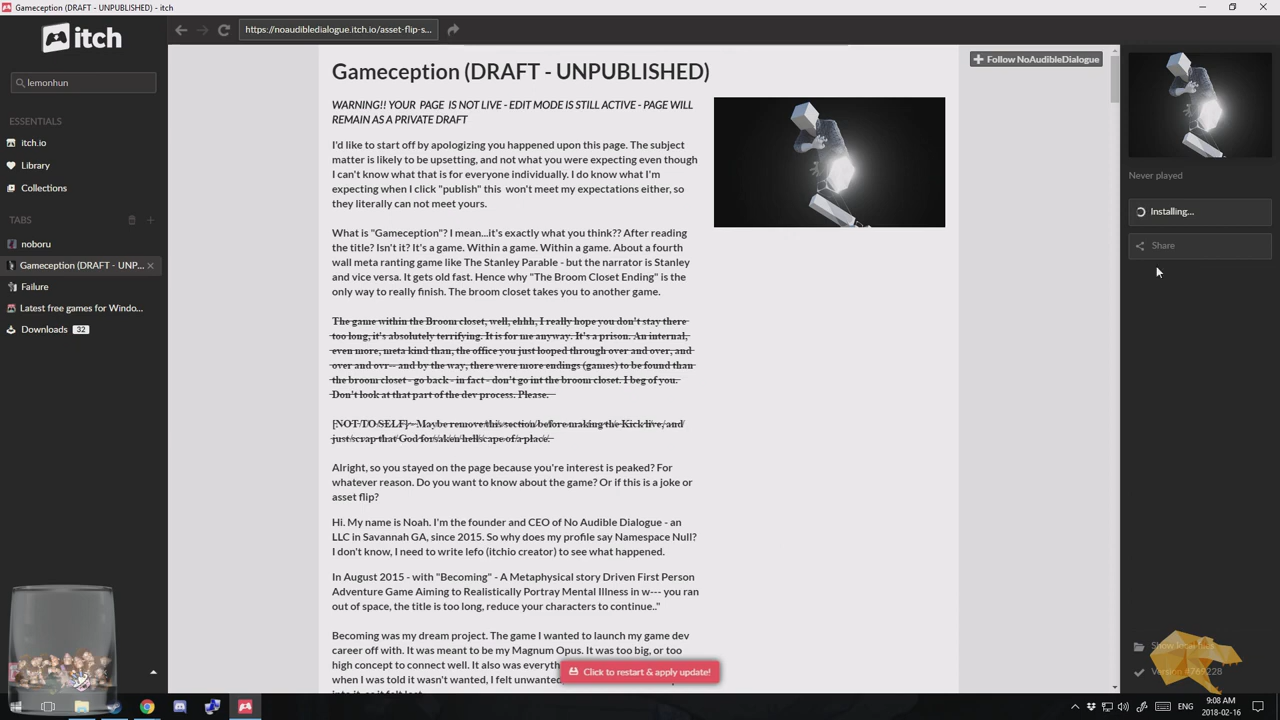 Gameception (DRAFT - UNPUBLISHED) - itch
itch
https://noaudibledialogue.itch.io/asset-flip-s...
lemonhun
ESSENTIALS
itch.io
Library
Collections
TABS
noboru
Gameception (DRAFT - UNP...
Failure
Latest free games for Windo...
Downloads 32
Gameception (DRAFT - UNPUBLISHED)
WARNING!! YOUR PAGE IS NOT LIVE - EDIT MODE IS STILL ACTIVE - PAGE WILL
REMAIN AS A PRIVATE DRAFT
I'd like to start off by apologizing you happened upon this page. The subject
matter is likely to be upsetting, and not what you were expecting even though
I can't know what that is for everyone individually. I do know what I'm
expecting when I click "publish" this won't meet my expectations either, so
they literally can not meet yours.
What is "Gameception"? I mean...it's exactly what you think?? After reading
the title? Isn't it? It's a game. Within a game. Within a game. About a fourth
wall meta ranting game like The Stanley Parable - but the narrator is Stanley
and vice versa. It gets old fast. Hence why "The Broom Closet Ending" is the
only way to really finish. The broom closet takes you to another game.
The game within the Broom closet, well, ehhh, I really hope you don't stay there
too long, it's absolutely terrifying. It is for me anyway. It's a prison. An internal,
even more, meta kind than, the office you just looped through over and over, and
over and ovr-- and by the way, there were more endings (games) to be found than
the broom closet - go back - in fact - don't go int the broom closet. I beg of you.
Don't look at that part of the dev process. Please.
[NOT TO SELF] - Maybe remove this section before making the Kick live, and
just scrap that God forsaken hellscape of a place.
Alright, so you stayed on the page because you're interest is peaked? For
whatever reason. Do you want to know about the game? Or if this is a joke or
asset flip?
Hi. My name is Noah. I'm the founder and CEO of No Audible Dialogue - an
LLC in Savannah GA, since 2015. So why does my profile say Namespace Null?
I don't know, I need to write lefo (itchio creator) to see what happened.
In August 2015 - with "Becoming" - A Metaphysical story Driven First Person
Adventure Game Aiming to Realistically Portray Mental Illness in w--- you ran
out of space, the title is too long, reduce your characters to continue.."
Becoming was my dream project. The game I wanted to launch my game dev
career off with. It was meant to be my Magnum Opus. It was too big, or too
high concept to connect well. It also was everyth
when I was told it wasn't wanted, I felt unwante
Click to restart & apply update!
Follow NoAudibleDialogue
Never played
Installing...
Share
Show local files
Version #769228
ENG
9:08 AM
2018-02-16